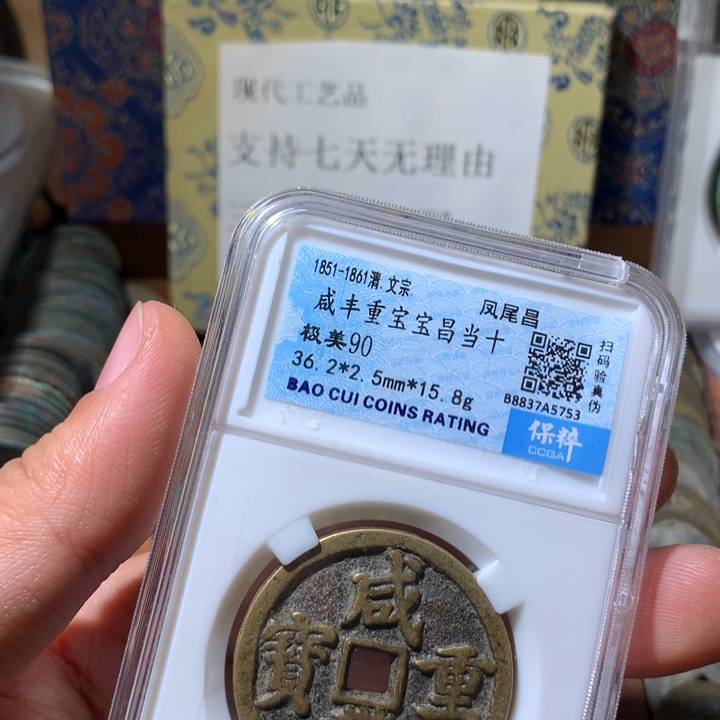 现代工艺品
支持七天无理由
1851-1861清.文宗
凤尾昌
咸丰重宝宝昌当十
极美90
36.2*2.5mm*15.8g
BAO CUI COINS RATING
扫码验真伪
B8837A5753
保粹
CCGA
咸
寶
重